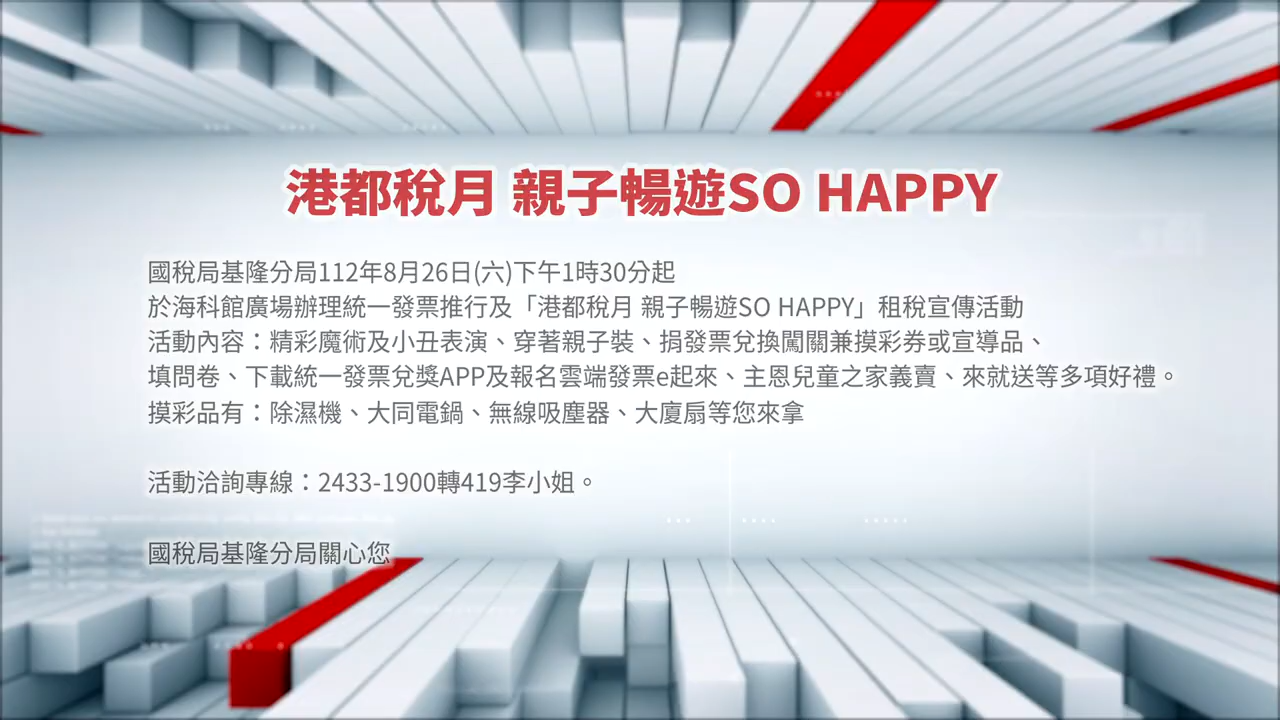 港都稅月 親子暢遊SO HAPPY
國稅局基隆分局112年8月26日(六)下午1時30分起
於海科館廣場辦理統一發票推行及「港都稅月 親子暢遊SO HAPPY」租稅宣傳活動
活動內容：精彩魔術及小丑表演、穿著親子裝、捐發票兌換闖關兼摸彩券或宣導品、
填問卷、下載統一發票兌獎APP及報名雲端發票e起來、主恩兒童之家義賣、來就送等多項好禮。
摸彩品有：除濕機、大同電鍋、無線吸塵器、大廈扇等您來拿
活動洽詢專線：2433-1900轉419李小姐。
國稅局基隆分局關心您